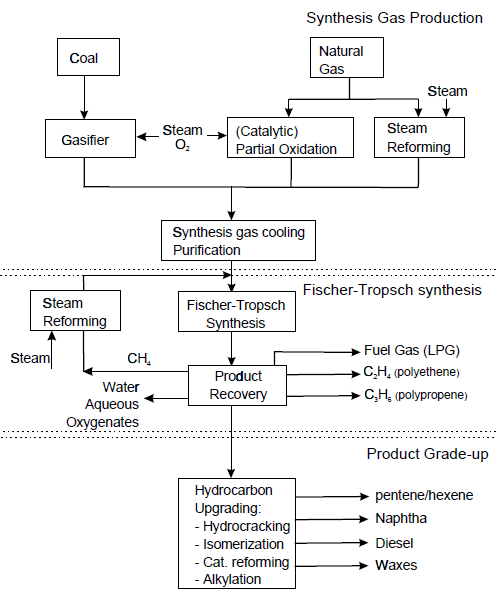 Synthesis Gas Production
Coal
Natural
Gas
Steam
Gasifier
Steam
O₂
(Catalytic)
Partial Oxidation
Steam
Reforming
Synthesis gas cooling
Purification
Fischer-Tropsch synthesis
Steam
Reforming
Fischer-Tropsch
Synthesis
Steam
CH₄
Product
Recovery
Fuel Gas (LPG)
C₂H₄ (polyethene)
C₃H₆ (polypropene)
Water
Aqueous
Oxygenates
Product Grade-up
Hydrocarbon
Upgrading:
- Hydrocracking
- Isomerization
- Cat. reforming
- Alkylation
pentene/hexene
Naphtha
Diesel
Waxes